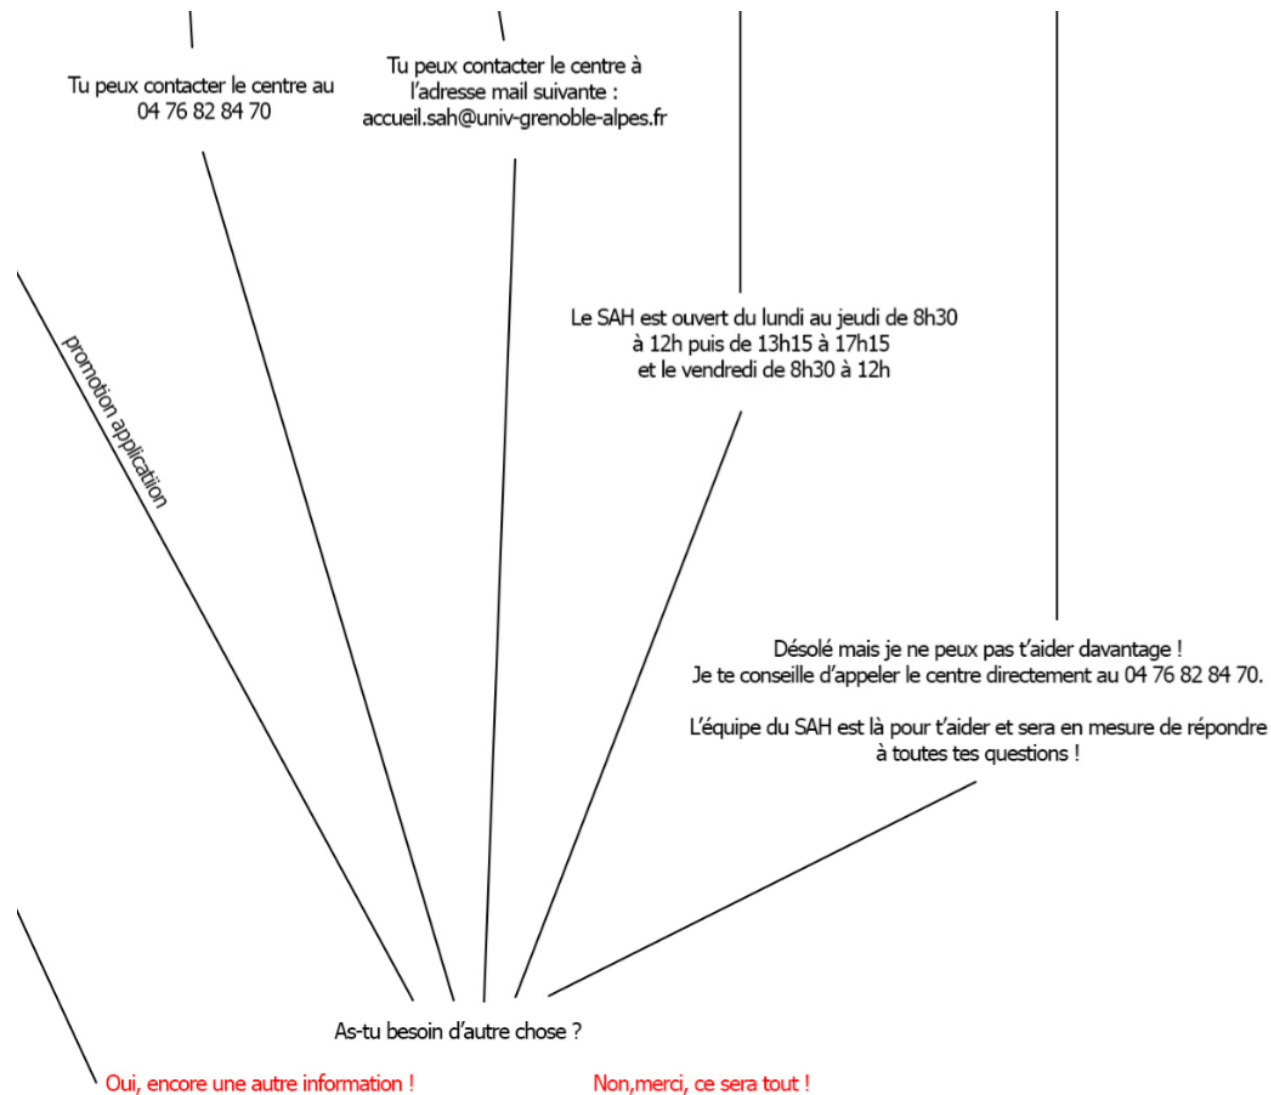 Tu peux contacter le centre au
04 76 82 84 70
Tu peux contacter le centre à
l'adresse mail suivante :
accueil.sah@univ-grenoble-alpes.fr
Le SAH est ouvert du lundi au jeudi de 8h30
à 12h puis de 13h15 à 17h15
et le vendredi de 8h30 à 12h
promotion applicatiion
Désolé mais je ne peux pas t'aider davantage !
Je te conseille d'appeler le centre directement au 04 76 82 84 70.
L'équipe du SAH est là pour t'aider et sera en mesure de répondre
à toutes tes questions !
As-tu besoin d'autre chose ?
Oui, encore une autre information !
Non,merci, ce sera tout !